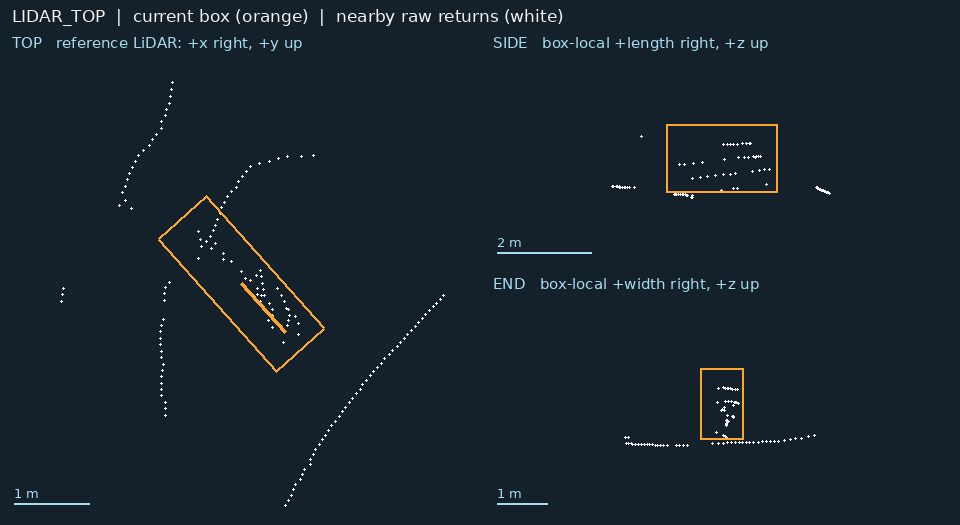 LIDAR_TOP | current box (orange) | nearby raw returns (white)
TOP reference LiDAR: +x right, +y up
SIDE box-local +length right, +z up
2 m
END box-local +width right, +z up
1 m
1 m